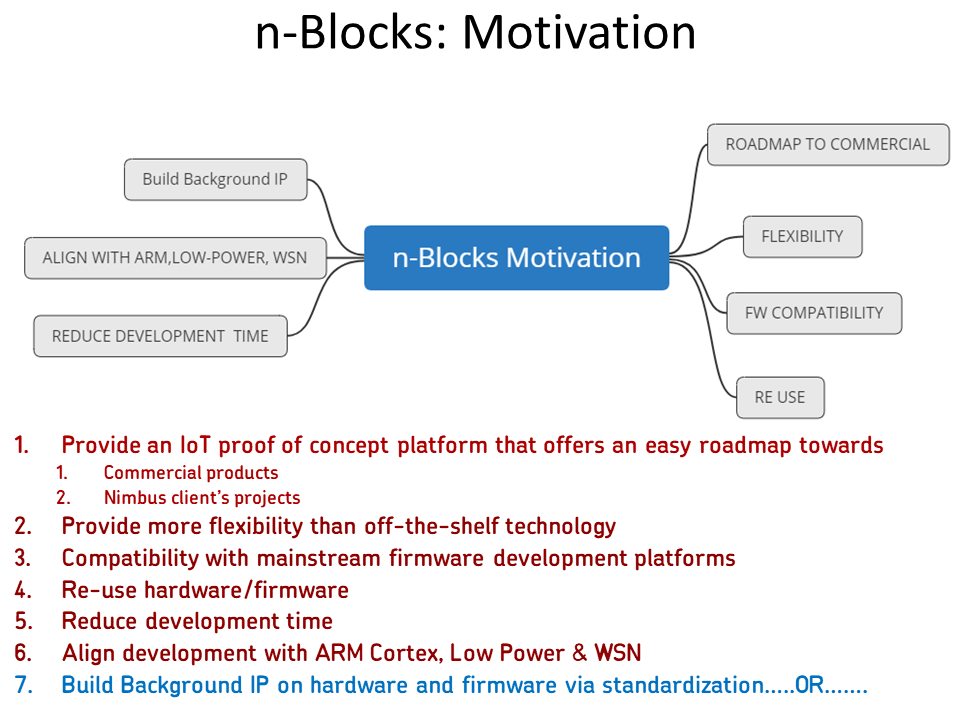 n-Blocks: Motivation
ROADMAP TO COMMERCIAL
Build Background IP
FLEXIBILITY
ALIGN WITH ARM,LOW-POWER, WSN
n-Blocks Motivation
FW COMPATIBILITY
REDUCE DEVELOPMENT  TIME
RE USE
1. Provide an IoT proof of concept platform that offers an easy roadmap towards
1. Commercial products
2. Nimbus client's projects
2. Provide more flexibility than off-the-shelf technology
3. Compatibility with mainstream firmware development platforms
4. Re-use hardware/firmware
5. Reduce development time
6. Align development with ARM Cortex, Low Power & WSN
7. Build Background IP on hardware and firmware via standardization.....OR.......